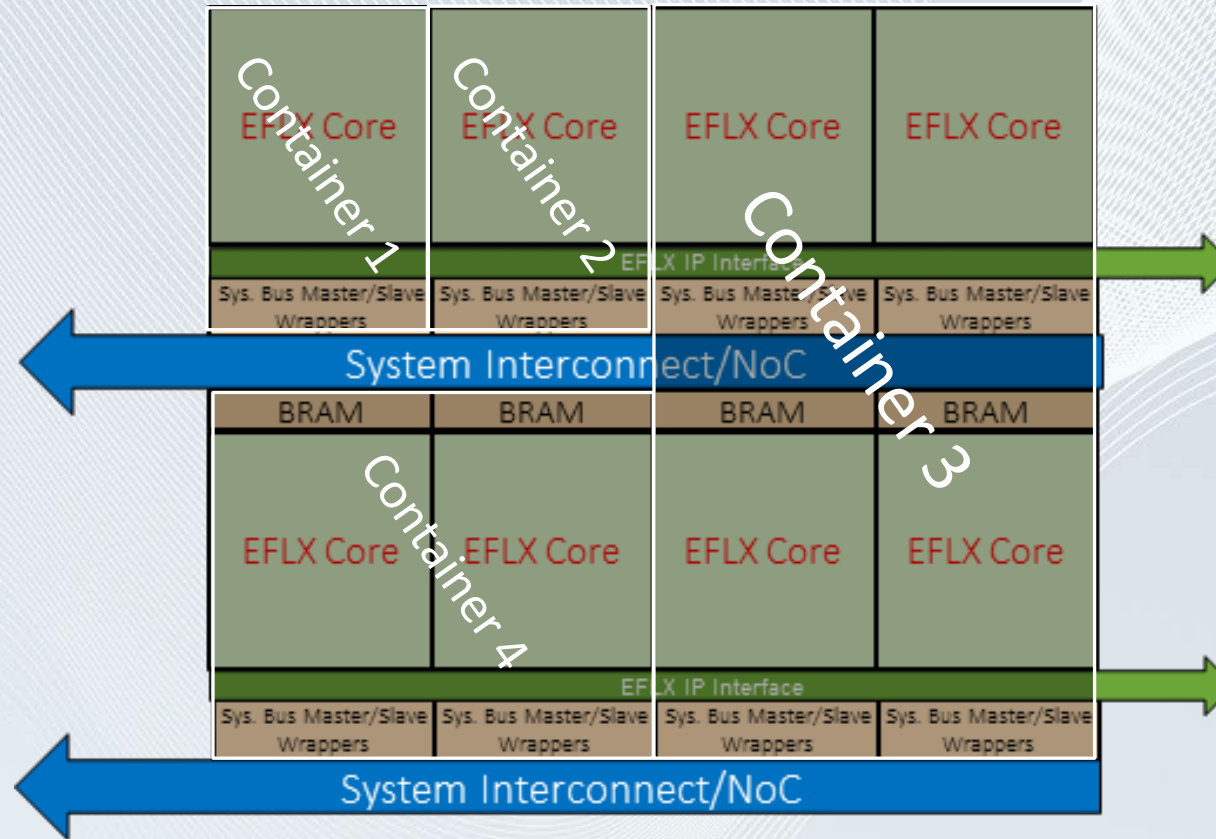 Container 1
Container 2
Container 3
EFLX Core
EFLX Core
EFLX Core
EFLX Core
EFLX IP Interface
Sys. Bus Master/Slave
Wrappers
Sys. Bus Master/Slave
Wrappers
Sys. Bus Master/Slave
Wrappers
Sys. Bus Master/Slave
Wrappers
System Interconnect/NoC
BRAM
BRAM
BRAM
BRAM
Container 4
EFLX Core
EFLX Core
EFLX Core
EFLX Core
EFLX IP Interface
Sys. Bus Master/Slave
Wrappers
Sys. Bus Master/Slave
Wrappers
Sys. Bus Master/Slave
Wrappers
Sys. Bus Master/Slave
Wrappers
System Interconnect/NoC